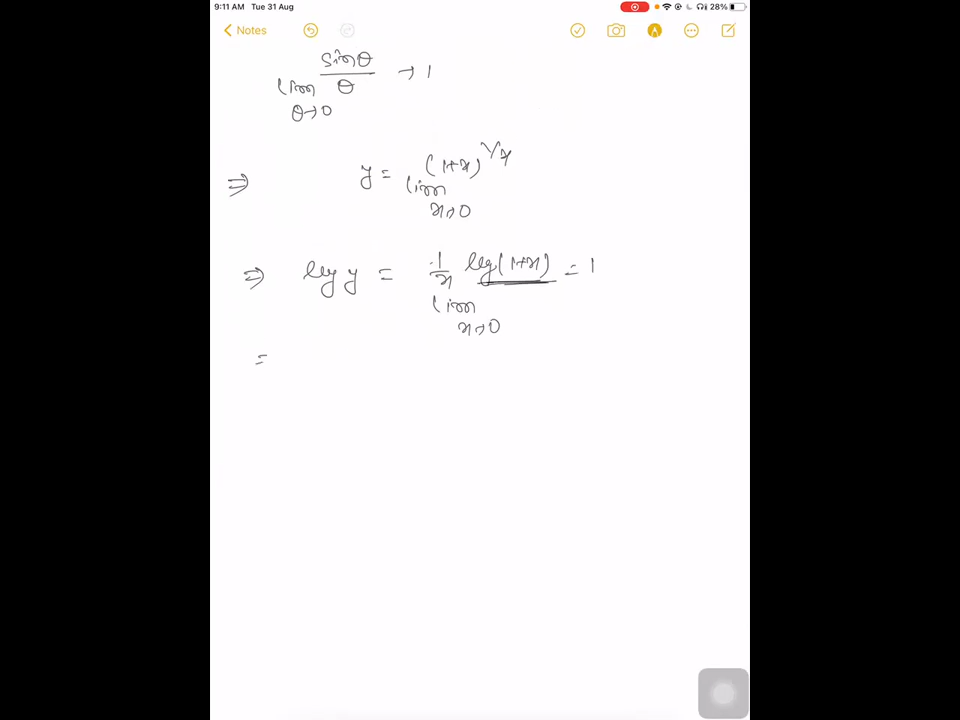 9:11 AM Tue 31 Aug 28%
Notes
lim θ→0 sinθ/θ → 1
⇒ y = lim x→0 (1+x)^1/x
⇒ log y = lim x→0 1/x log(1+x) = 1
=